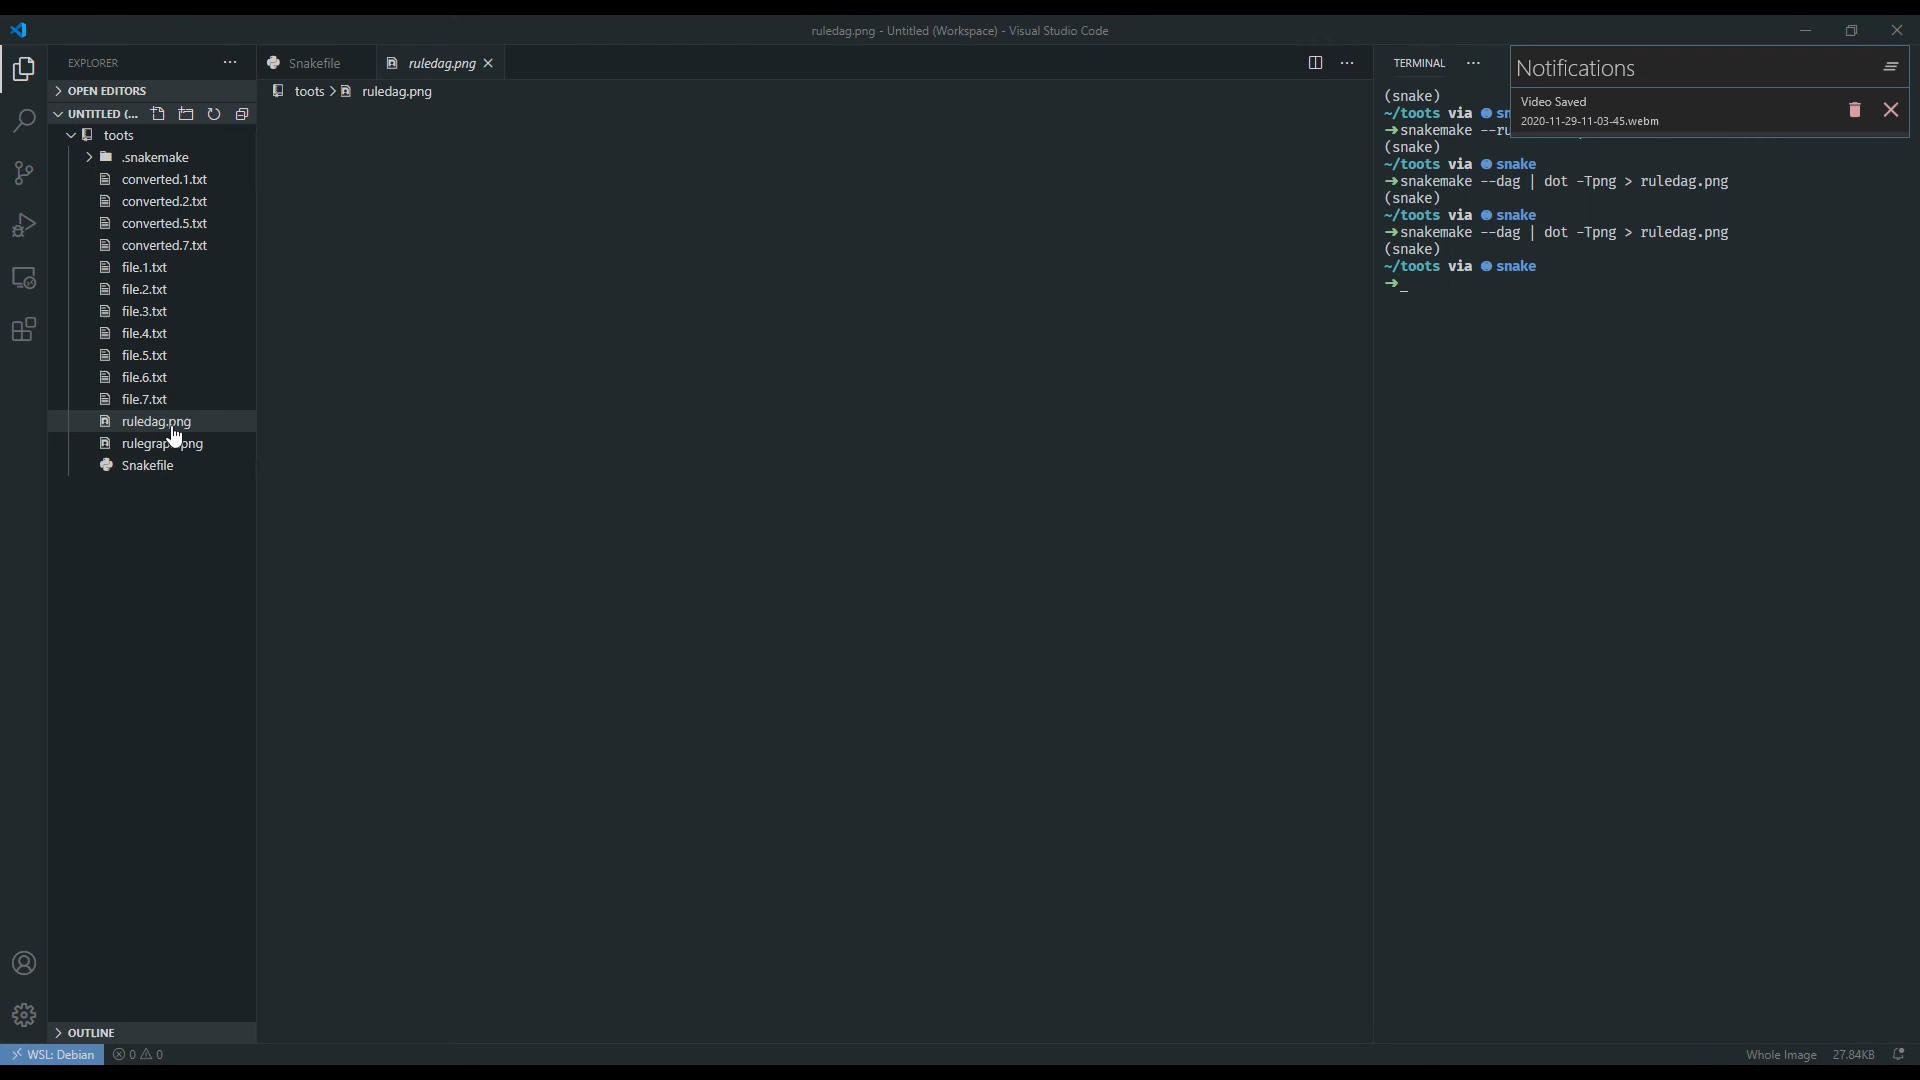 ruledag.png - Untitled (Workspace) - Visual Studio Code
EXPLORER
OPEN EDITORS
UNTITLED (...
toots
.snakemake
converted.1.txt
converted.2.txt
converted.5.txt
converted.7.txt
file.1.txt
file.2.txt
file.3.txt
file.4.txt
file.5.txt
file.6.txt
file.7.txt
ruledag.png
Snakefile
OUTLINE
Snakefile
ruledag.png
toots > ruledag.png
TERMINAL
(snake)
~/toots via
➜snakemake
(snake)
~/toots via snake
➜snakemake --dag | dot -Tpng > ruledag.png
(snake)
~/toots via snake
➜snakemake --dag | dot -Tpng > ruledag.png
(snake)
~/toots via snake
➜_
Notifications
Video Saved
2020-11-29-11-03-45.webm
WSL: Debian
0
0
Whole Image
27.84KB